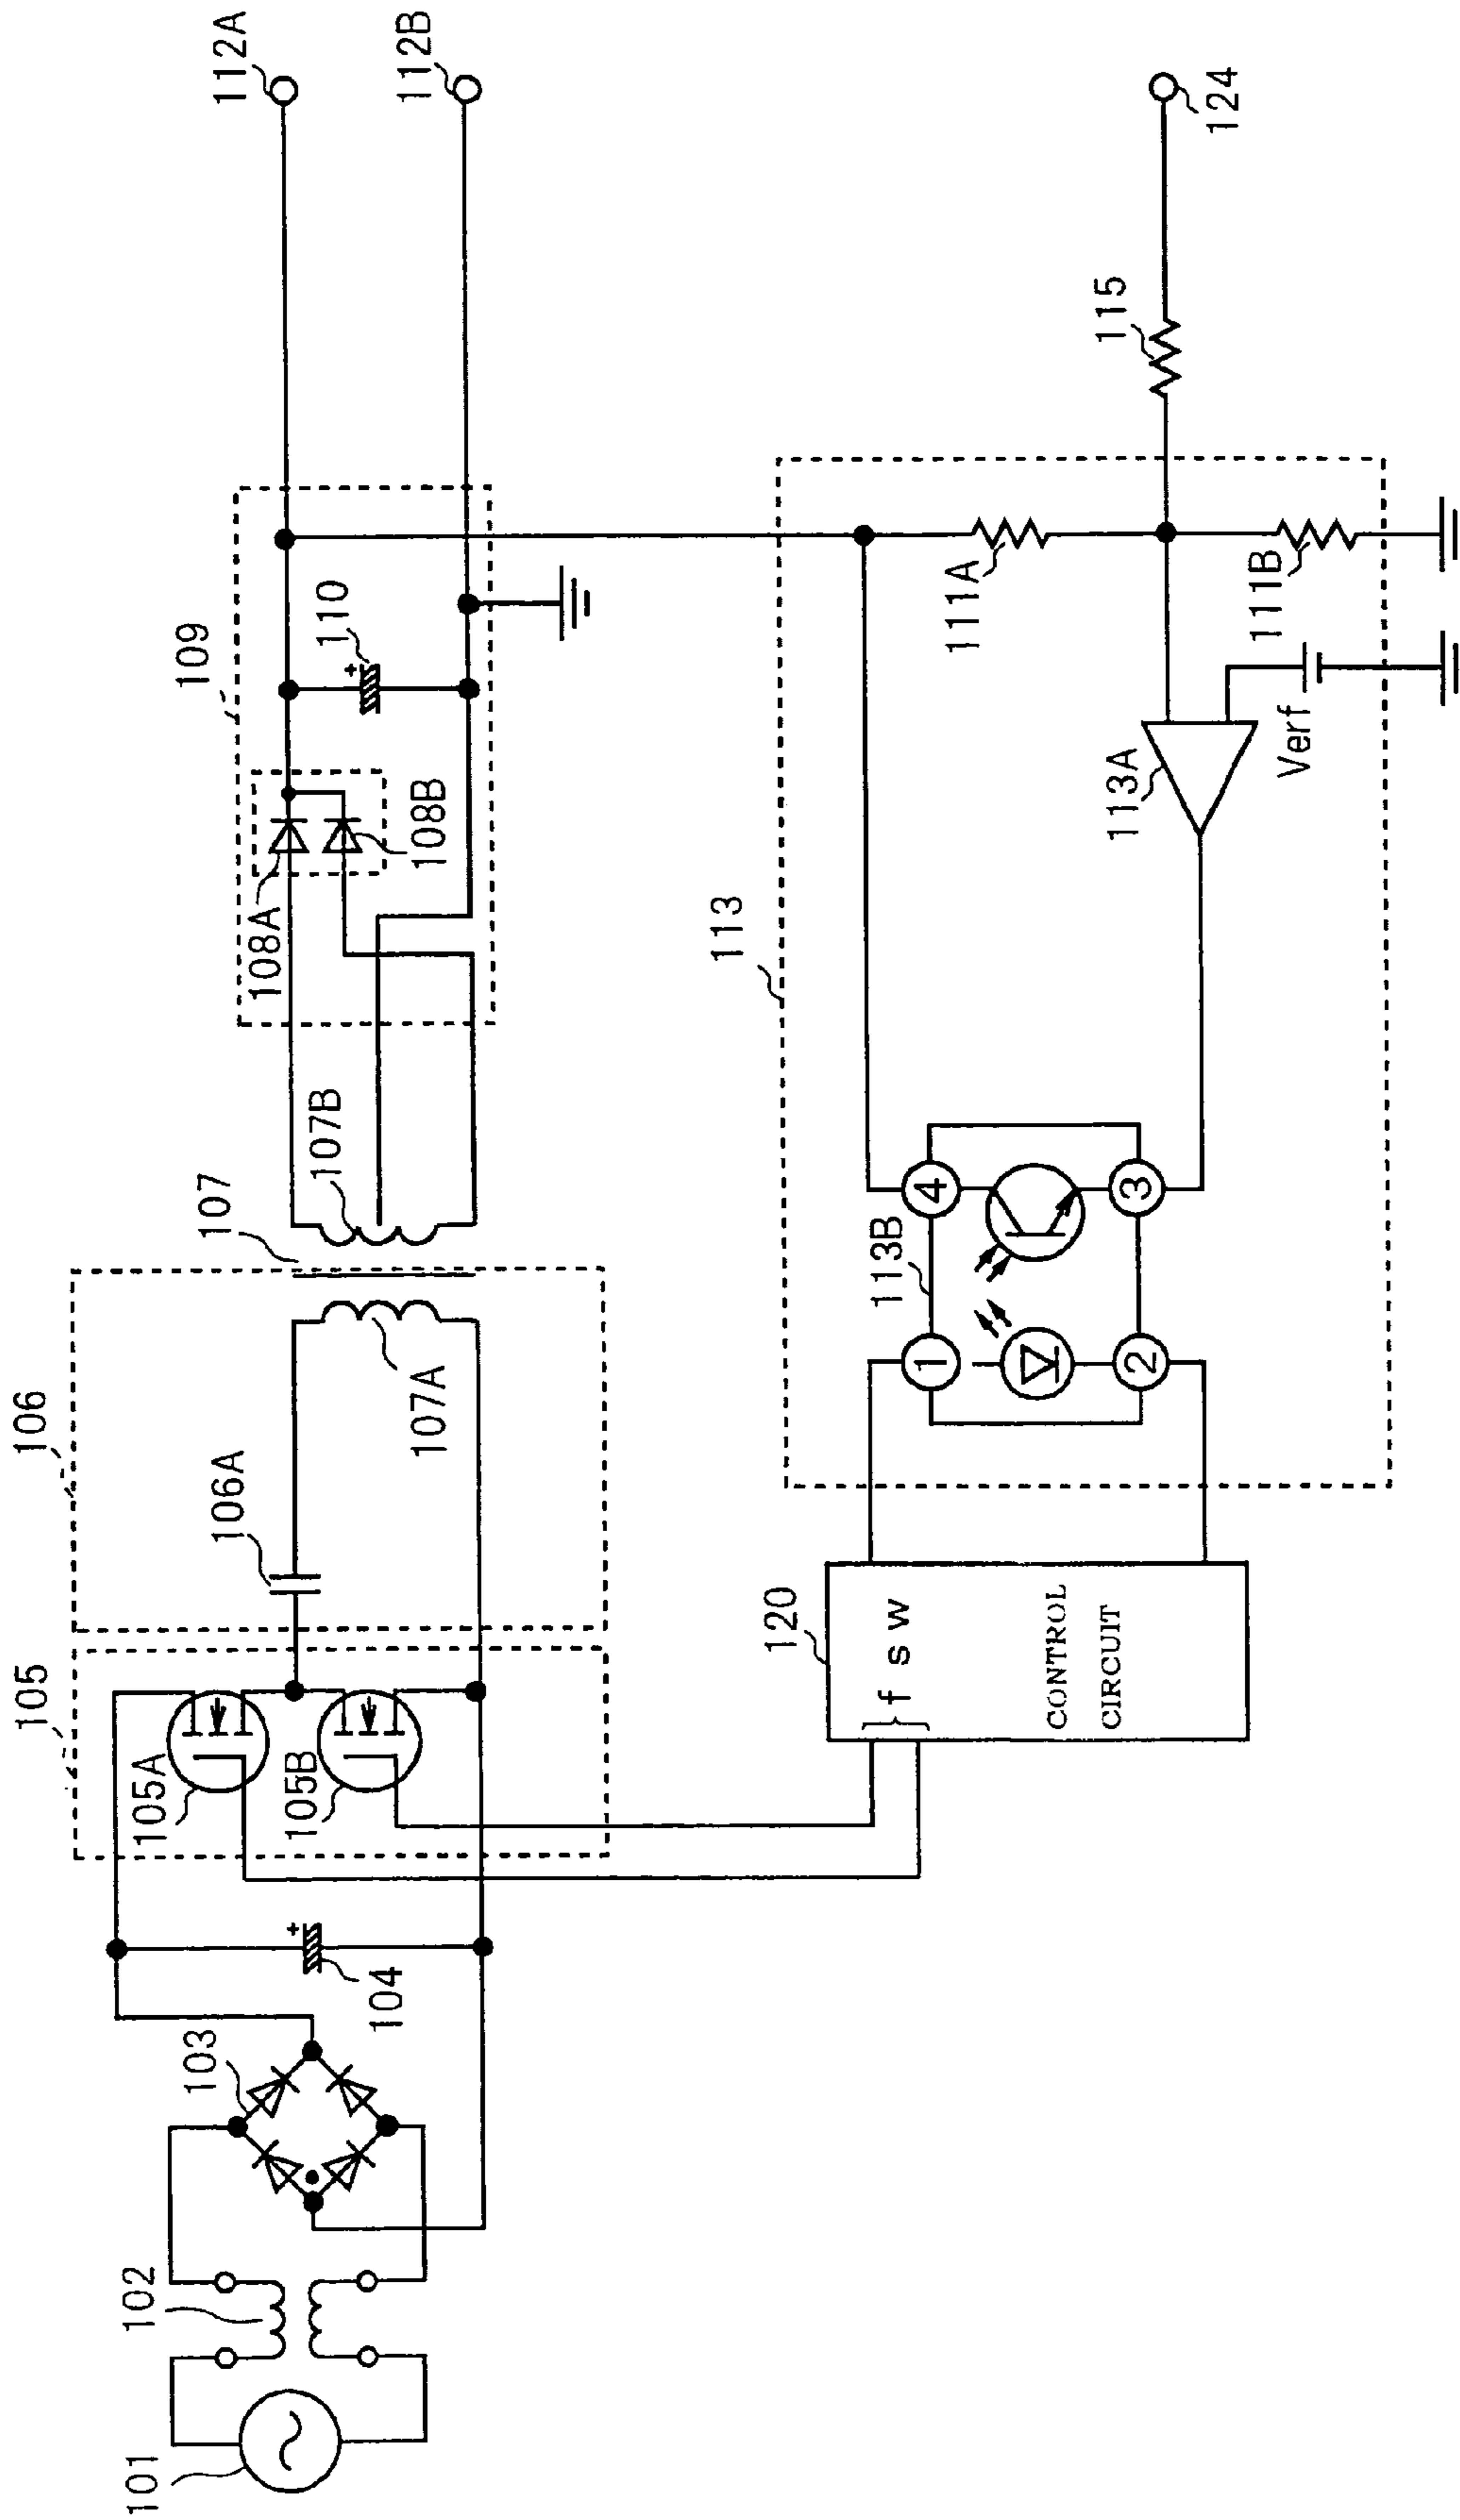 101
102
103
104
105
105A
105B
106
106A
107
107A
107B
108A
108B
109
110
112A
112B
120
f s w
CONTROL
CIRCUIT
113
113B
1
2
3
4
113A
Verf
111A
111B
115
124
+
+